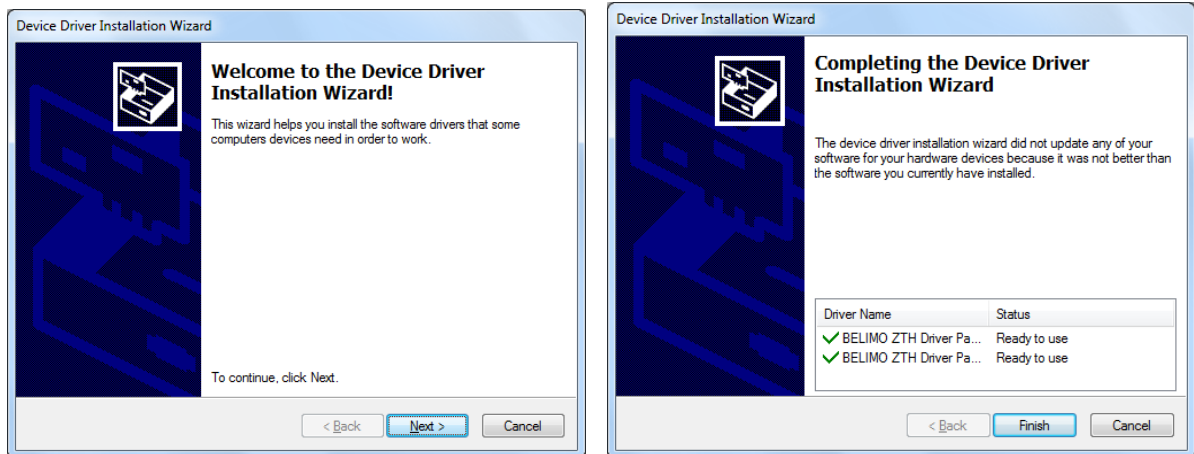 Device Driver Installation Wizard
Welcome to the Device Driver
Installation Wizard!
This wizard helps you install the software drivers that some
computers devices need in order to work.
To continue, click Next.
< Back
Next >
Cancel
Device Driver Installation Wizard
Completing the Device Driver
Installation Wizard
The device driver installation wizard did not update any of your
software for your hardware devices because it was not better than
the software you currently have installed.
Driver Name Status
BELIMO ZTH Driver Pa... Ready to use
BELIMO ZTH Driver Pa... Ready to use
< Back
Finish
Cancel